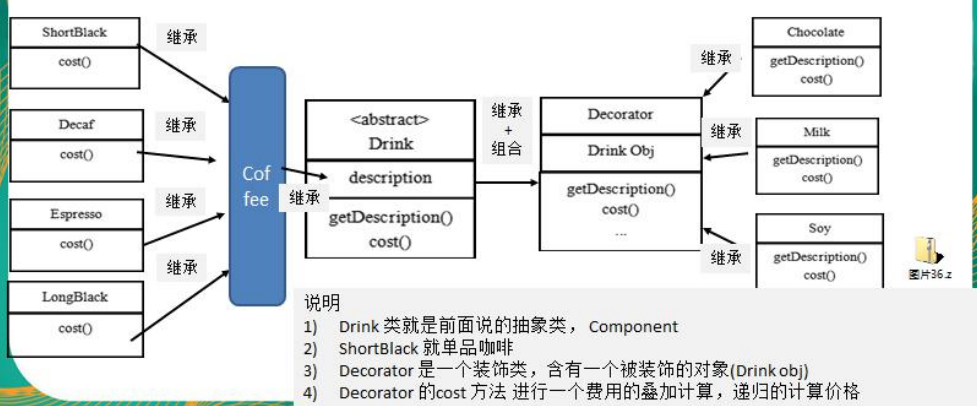 ShortBlack
cost()
继承
Decaf
cost()
继承
Espresso
cost()
继承
LongBlack
cost()
继承
Cof
fee
继承
<abstract>
Drink
description
getDescription()
cost()
继承
+
组合
Decorator
Drink Obj
getDescription()
cost()
...
继承
Chocolate
getDescription()
cost()
继承
Milk
getDescription()
cost()
继承
Soy
getDescription()
cost()
图片36.z
说明
1) Drink 类就是前面说的抽象类， Component
2) ShortBlack 就单品咖啡
3) Decorator 是一个装饰类，含有一个被装饰的对象(Drink obj)
4) Decorator 的cost 方法 进行一个费用的叠加计算，递归的计算价格